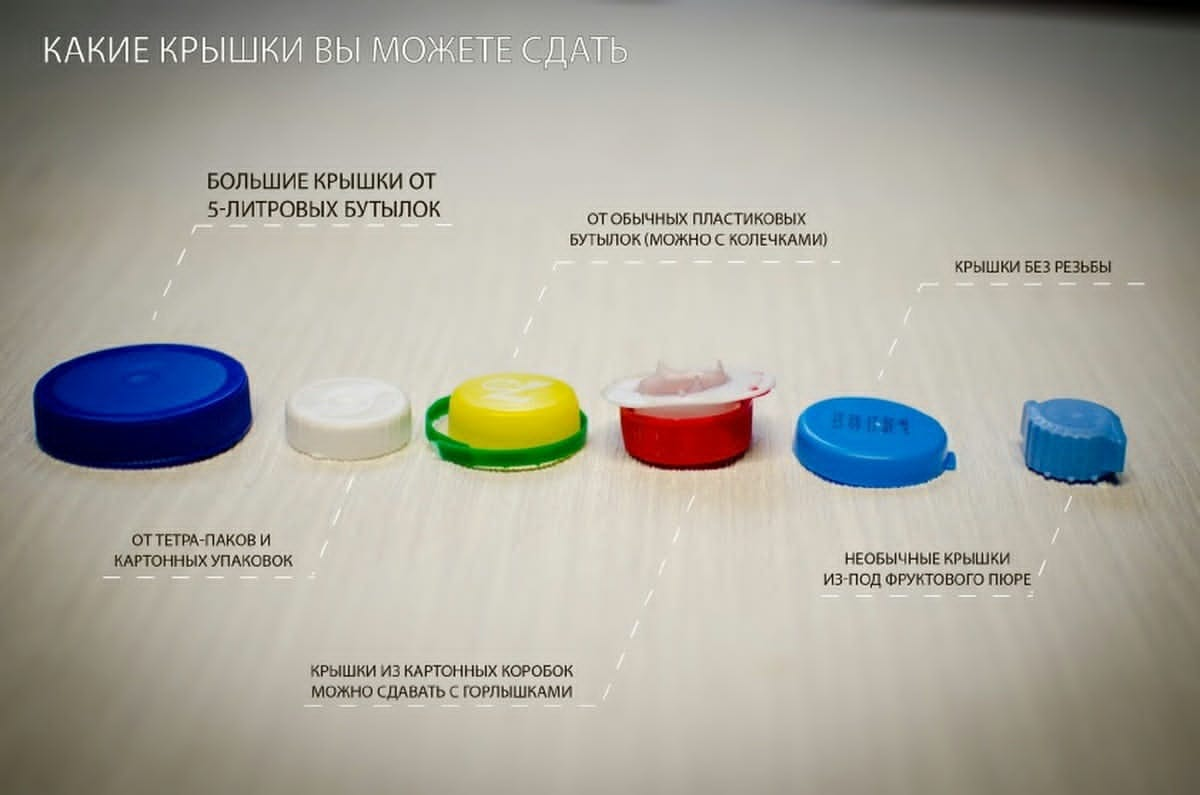 КАКИЕ КРЫШКИ ВЫ МОЖЕТЕ СДАТЬ
БОЛЬШИЕ КРЫШКИ ОТ
5-ЛИТРОВЫХ БУТЫЛОК
ОТ ОБЫЧНЫХ ПЛАСТИКОВЫХ
БУТЫЛОК (МОЖНО С КОЛЕЧКАМИ)
КРЫШКИ БЕЗ РЕЗЬБЫ
ОТ ТЕТРА-ПАКОВ И
КАРТОННЫХ УПАКОВОК
НЕОБЫЧНЫЕ КРЫШКИ
ИЗ-ПОД ФРУКТОВОГО ПЮРЕ
КРЫШКИ ИЗ КАРТОННЫХ КОРОБОК
МОЖНО СДАВАТЬ С ГОРЛЫШКАМИ